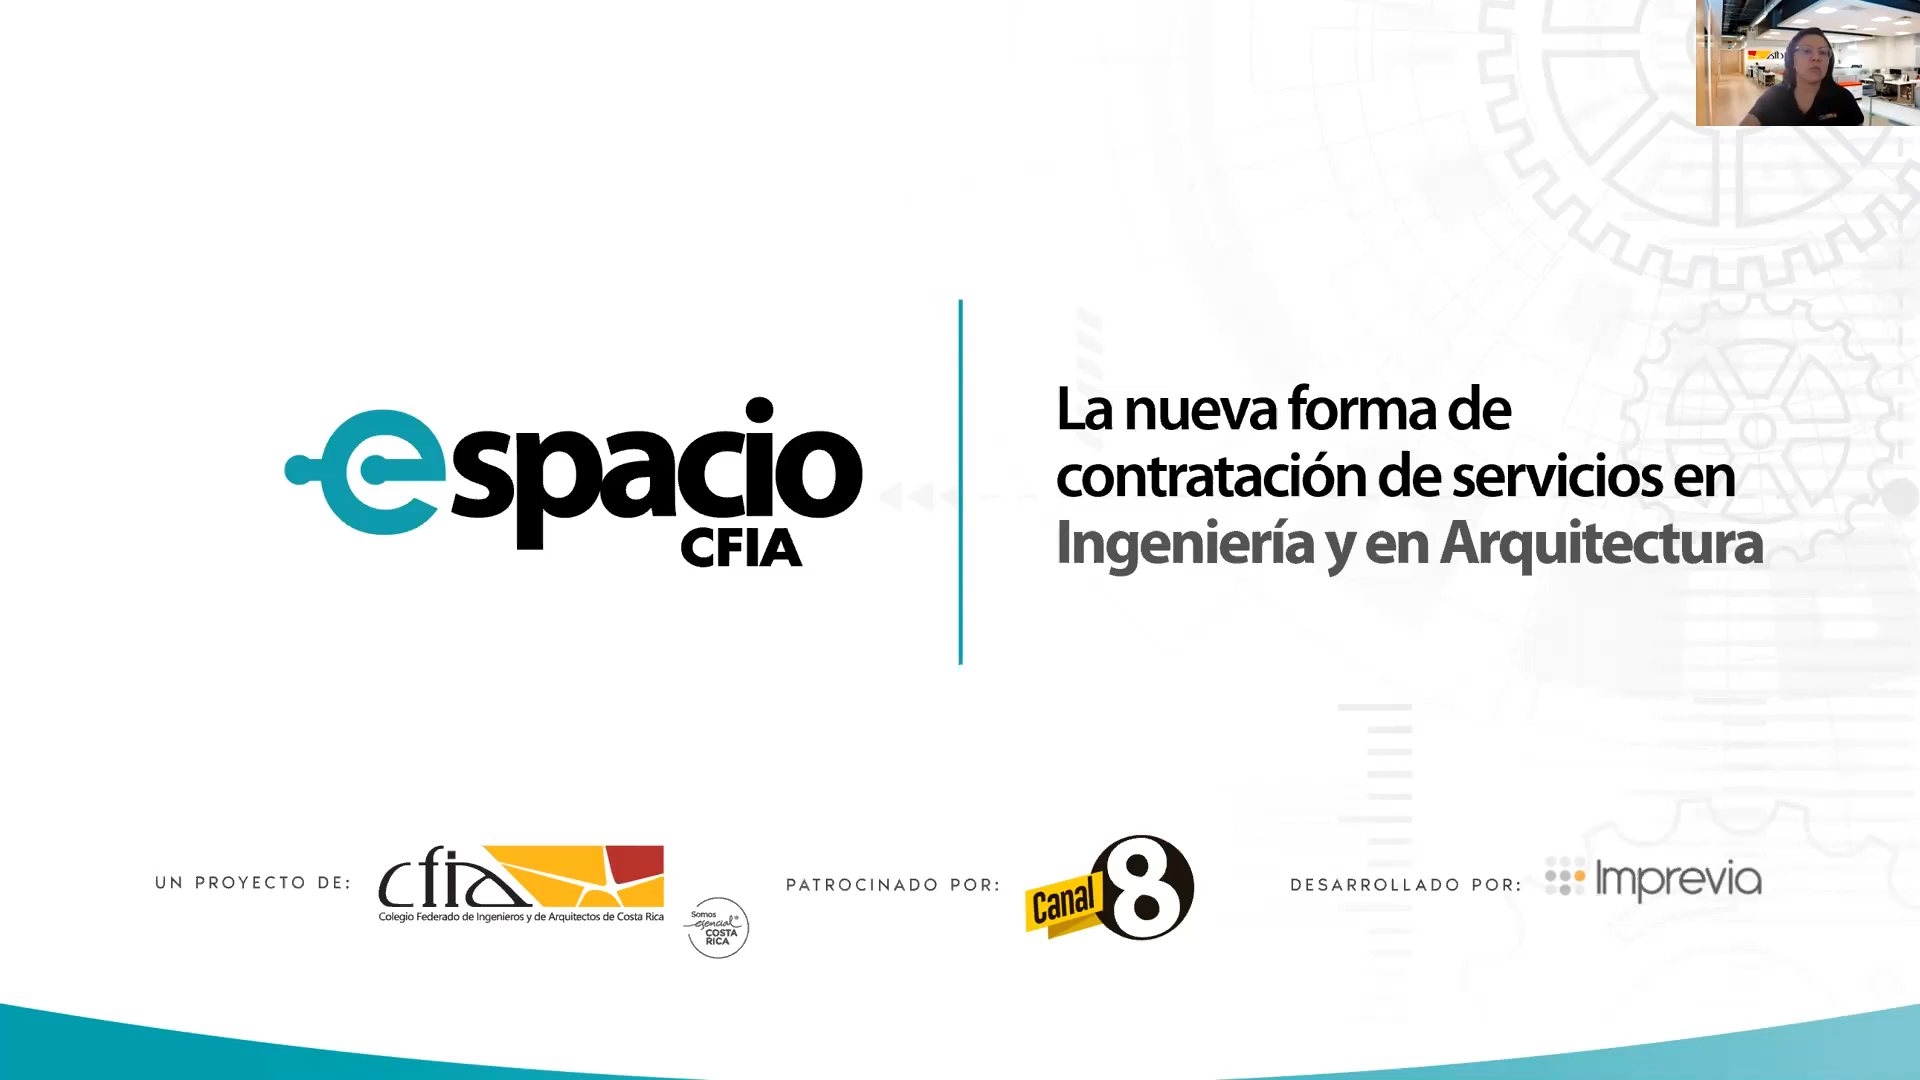 espacio
CFIA
La nueva forma de
contratación de servicios en
Ingeniería y en Arquitectura
UN PROYECTO DE:
cfia
Colegio Federado de Ingenieros y de Arquitectos de Costa Rica
Somos
esencial
COSTA
RICA
PATROCINADO POR:
Canal 8
DESARROLLADO POR:
Imprevia